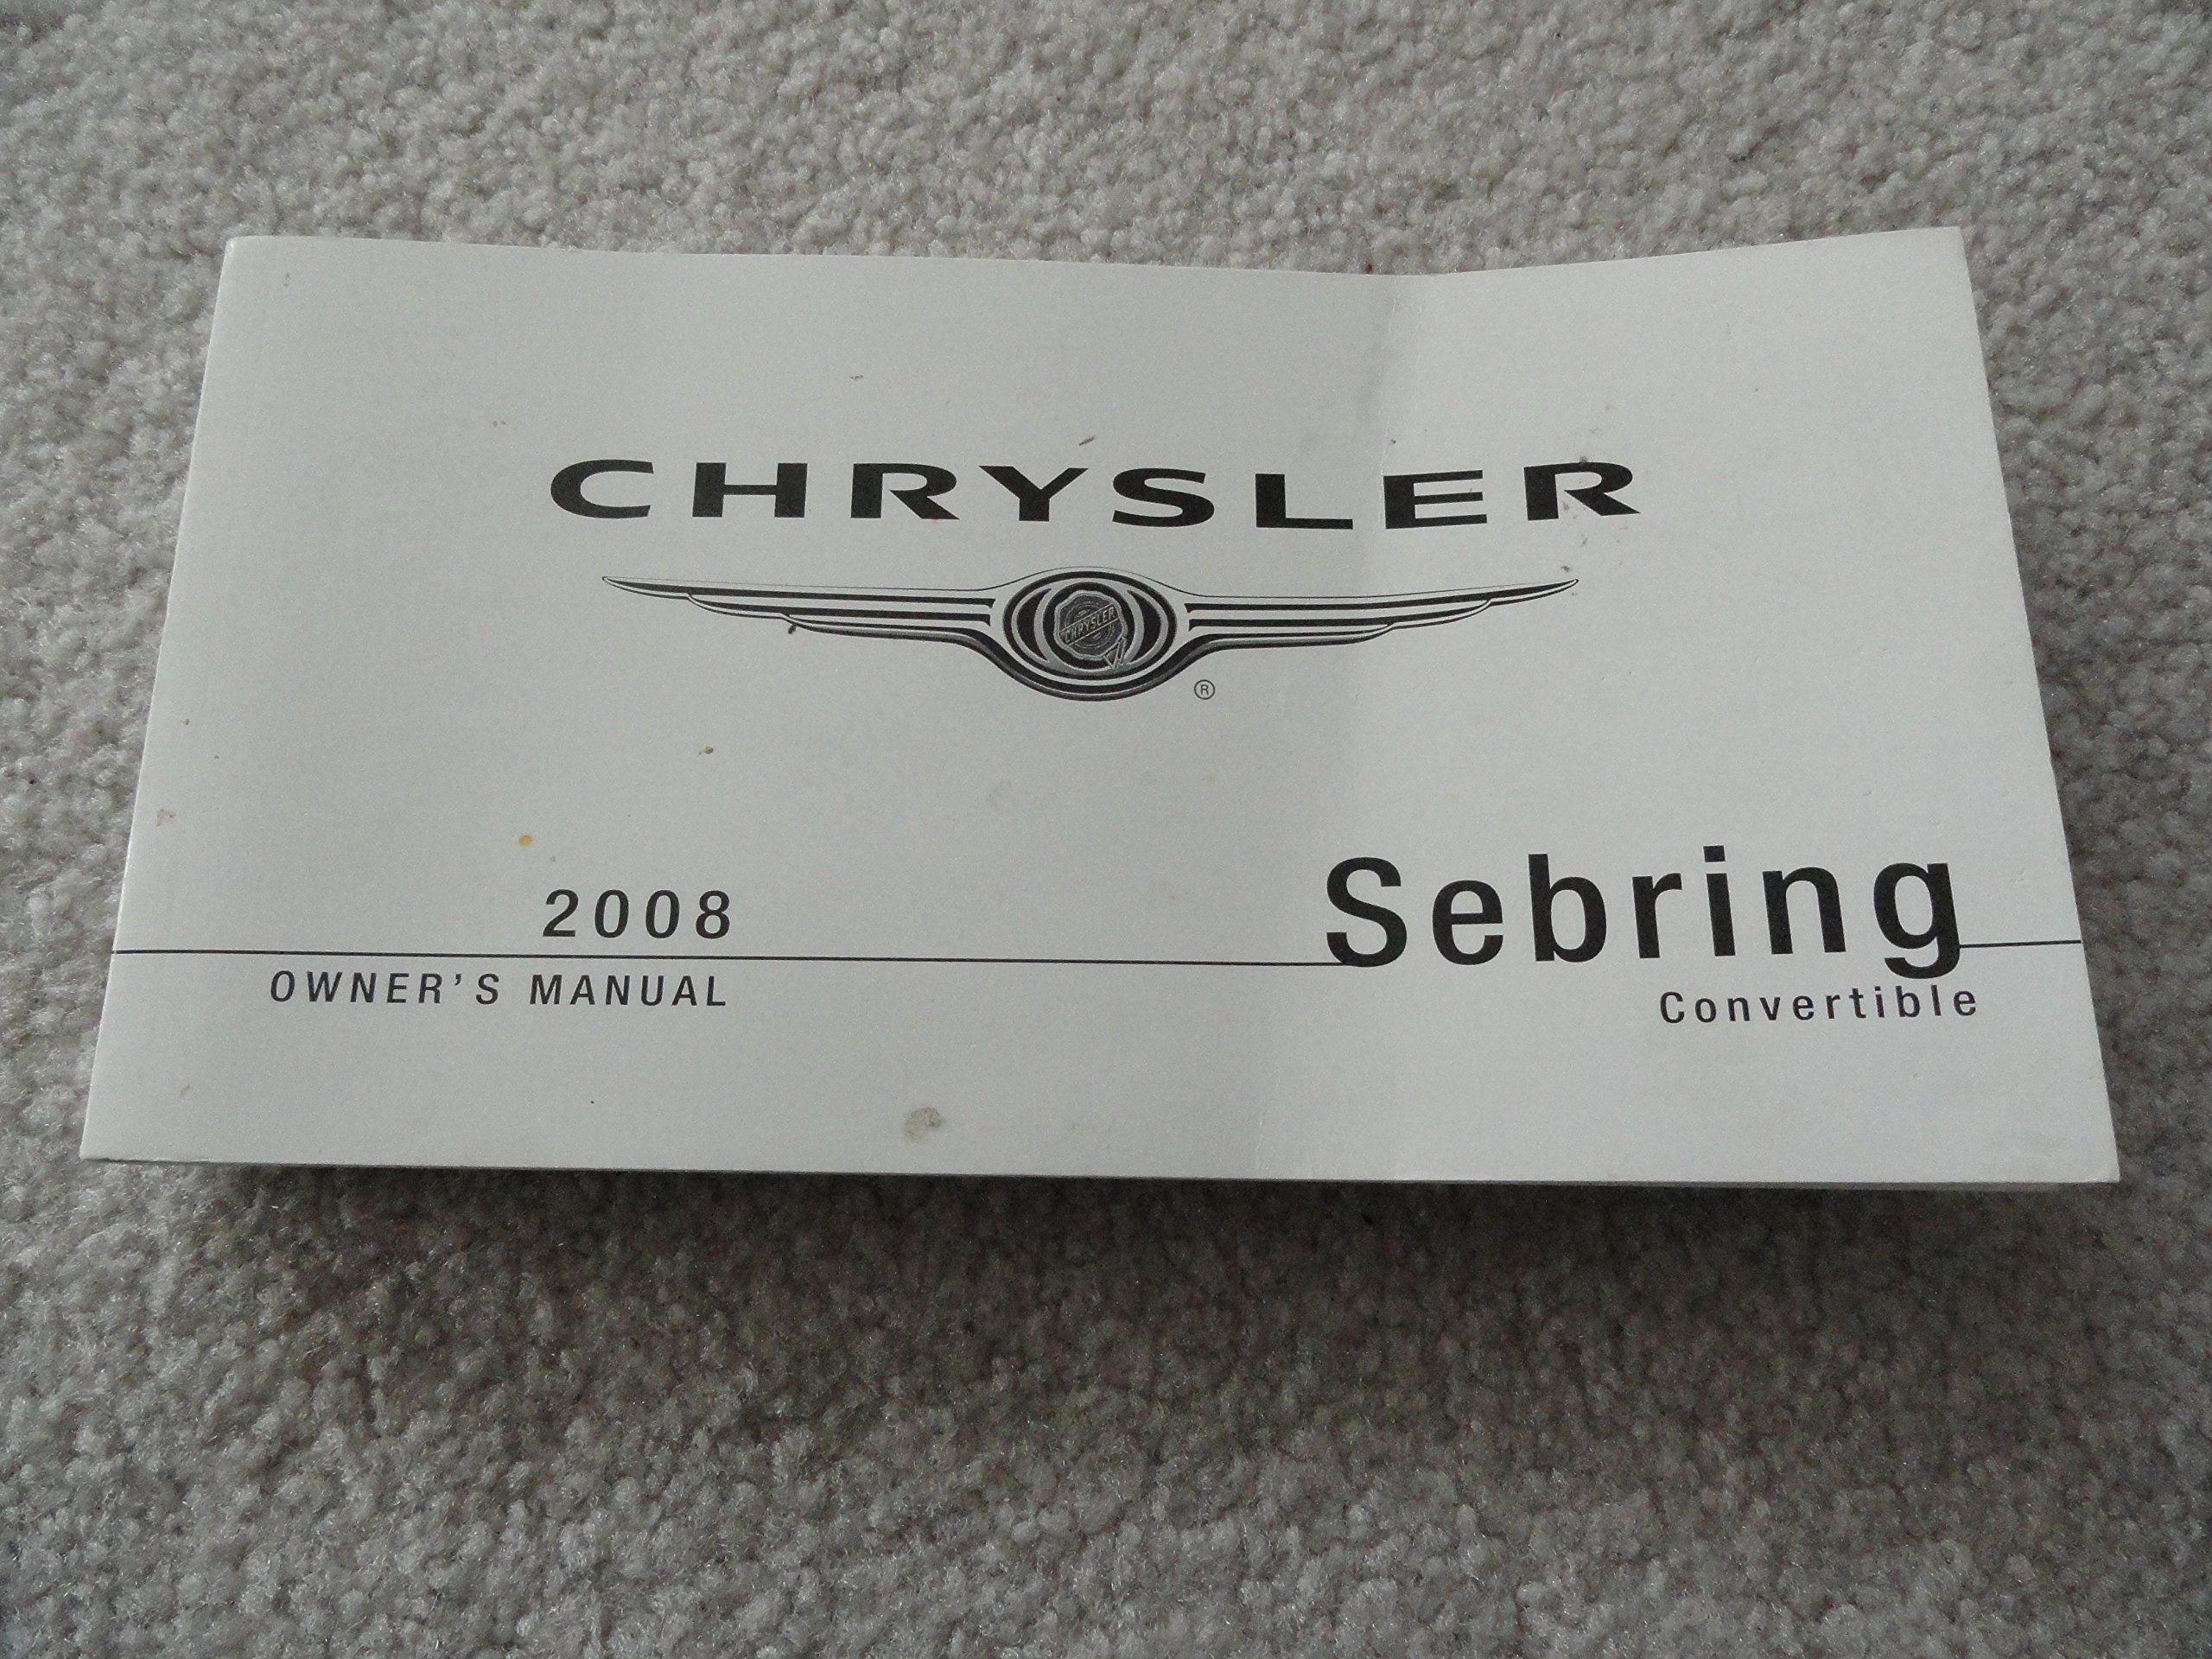 CHRYSLER
CHRYSLER
®
2008
Sebring
OWNER'S MANUAL
Convertible